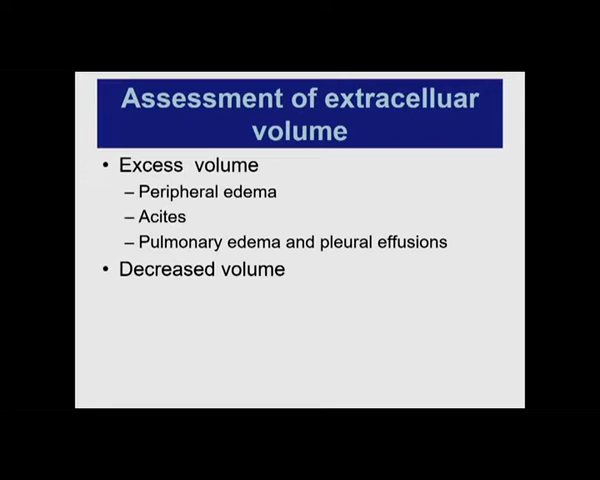 Assessment of extracelluar
volume
• Excess volume
– Peripheral edema
– Acites
– Pulmonary edema and pleural effusions
• Decreased volume